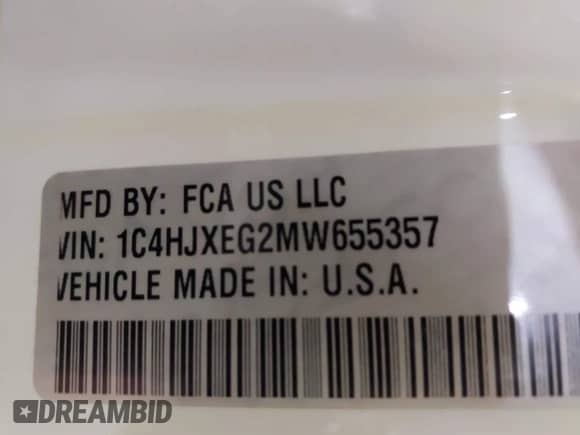 MFD BY: FCA US LLC
VIN: 1C4HJXEG2MW655357
VEHICLE MADE IN: U.S.A.
DREAMBID